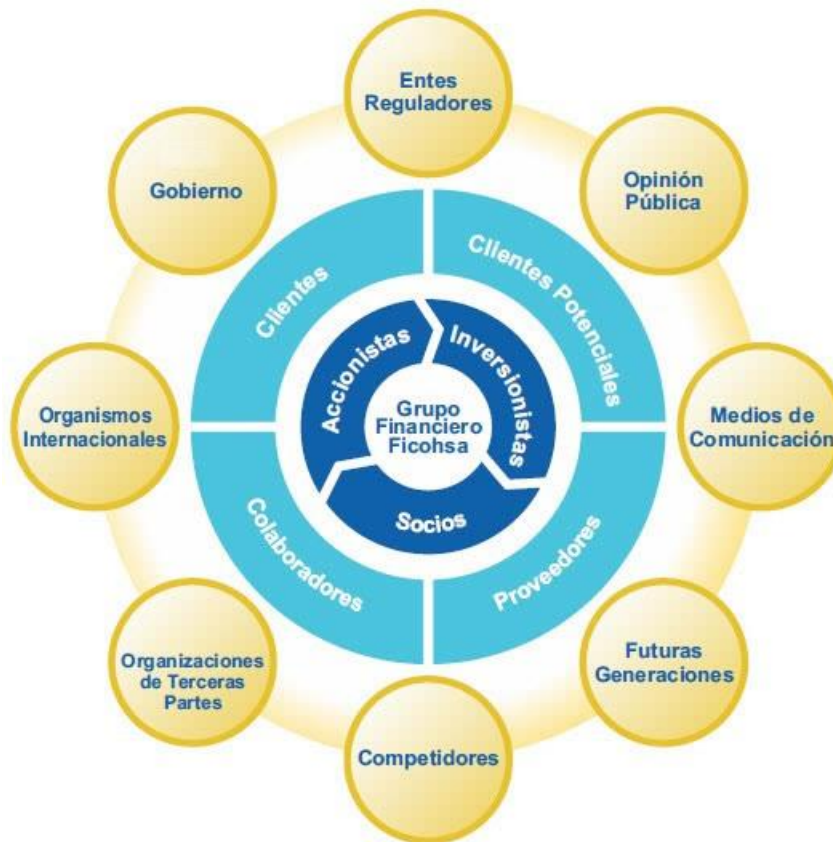 Entes
Reguladores
Gobierno
Opinión
Pública
Clientes
Clientes Potenciales
Accionistas
Inversionistas
Grupo
Financiero
Ficohsa
Organismos
Internacionales
Medios de
Comunicación
Socios
Colaboradores
Proveedores
Organizaciones
de Terceras
Partes
Futuras
Generaciones
Competidores